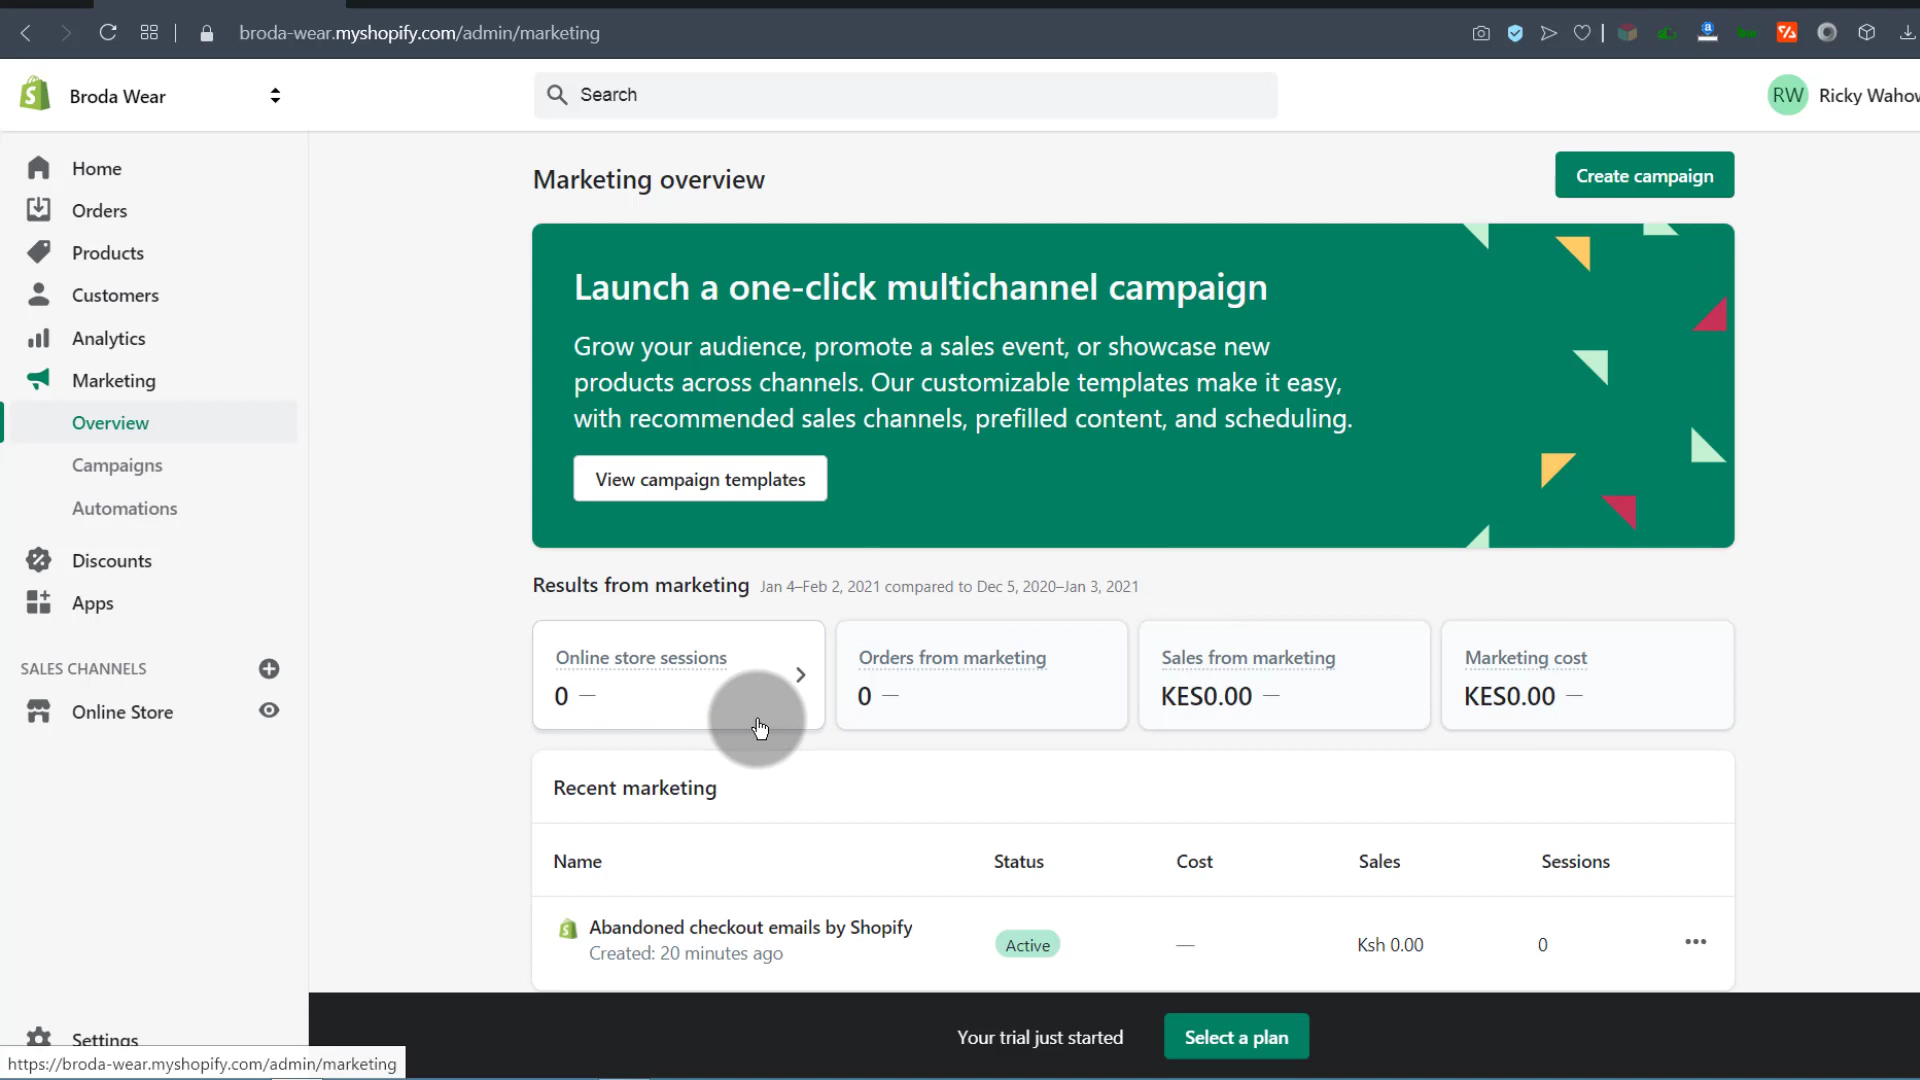 broda-wear.myshopify.com/admin/marketing
Broda Wear
Search
RW
Ricky Wahow
Home
Orders
Products
Customers
Analytics
Marketing
Overview
Campaigns
Automations
Discounts
Apps
SALES CHANNELS
Online Store
Settings
Marketing overview
Create campaign
Launch a one-click multichannel campaign
Grow your audience, promote a sales event, or showcase new
products across channels. Our customizable templates make it easy,
with recommended sales channels, prefilled content, and scheduling.
View campaign templates
Results from marketing Jan 4–Feb 2, 2021 compared to Dec 5, 2020–Jan 3, 2021
Online store sessions
0 —
Orders from marketing
0 —
Sales from marketing
KES0.00 —
Marketing cost
KES0.00 —
Recent marketing
Name Status Cost Sales Sessions
Abandoned checkout emails by Shopify
Created: 20 minutes ago
Active — Ksh 0.00 0
Your trial just started
Select a plan
https://broda-wear.myshopify.com/admin/marketing